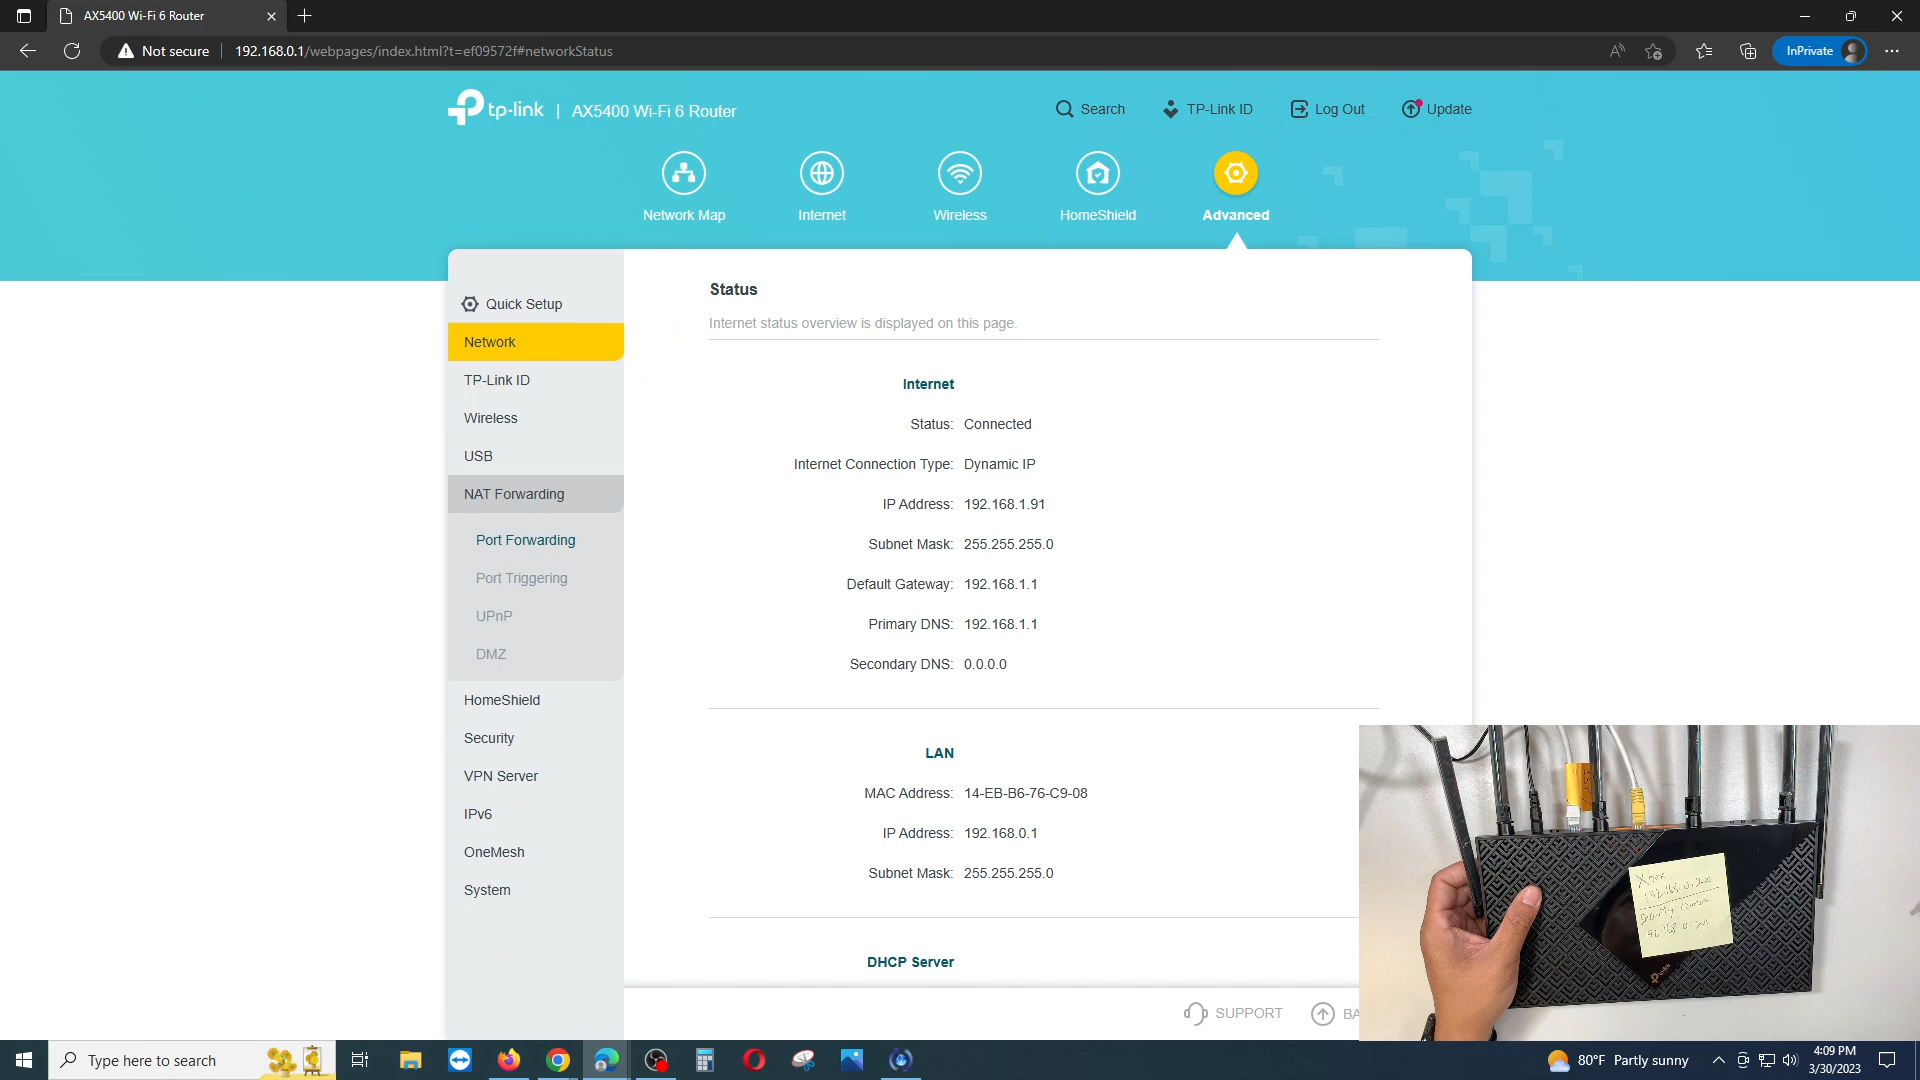 AX5400 Wi-Fi 6 Router
Not secure
192.168.0.1/webpages/index.html?t=ef09572f#networkStatus
InPrivate
tp-link | AX5400 Wi-Fi 6 Router
Search
TP-Link ID
Log Out
Update
Network Map
Internet
Wireless
HomeShield
Advanced
Quick Setup
Network
TP-Link ID
Wireless
USB
NAT Forwarding
Port Forwarding
Port Triggering
UPnP
DMZ
HomeShield
Security
VPN Server
IPv6
OneMesh
System
Status
Internet status overview is displayed on this page.
Internet
Status: Connected
Internet Connection Type: Dynamic IP
IP Address: 192.168.1.91
Subnet Mask: 255.255.255.0
Default Gateway: 192.168.1.1
Primary DNS: 192.168.1.1
Secondary DNS: 0.0.0.0
LAN
MAC Address: 14-EB-B6-76-C9-08
IP Address: 192.168.0.1
Subnet Mask: 255.255.255.0
DHCP Server
SUPPORT
BA
Xbox
Security Camera
Type here to search
80°F Partly sunny
4:09 PM
3/30/2023